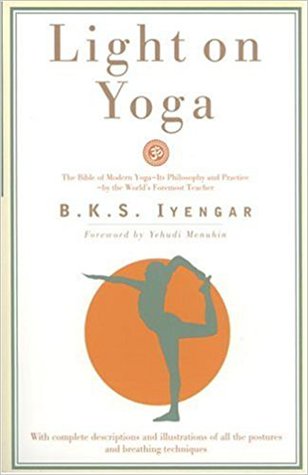 Light on
Yoga
ॐ
The Bible of Modern Yoga—Its Philosophy and Practice
—by the World's Foremost Teacher
B.K.S. IYENGAR
Foreword by Yehudi Menuhin
With complete descriptions and illustrations of all the postures
and breathing techniques